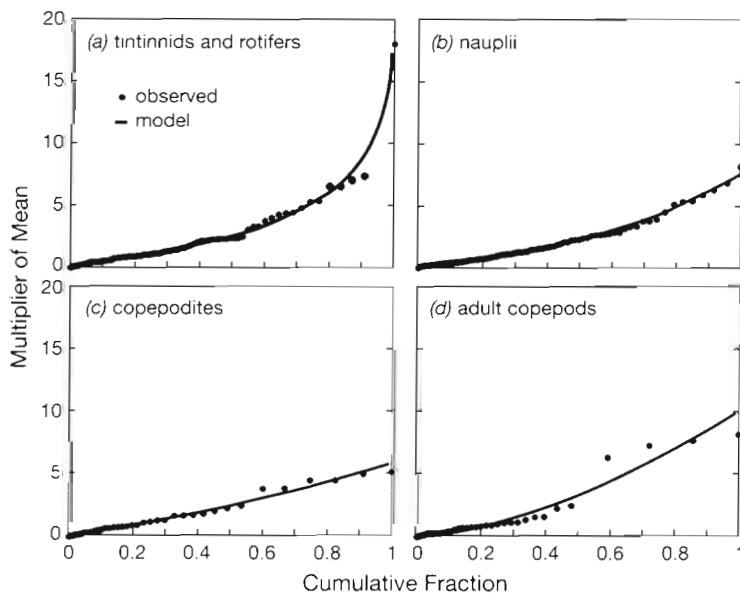 20
15
10
5
0
Multiplier of Mean
(a) tintinnids and rotifers
• observed
– model
(b) nauplii
20
15
10
5
0
(c) copepodites
(d) adult copepods
0 0.2 0.4 0.6 0.8 1
0 0.2 0.4 0.6 0.8 1
Cumulative Fraction